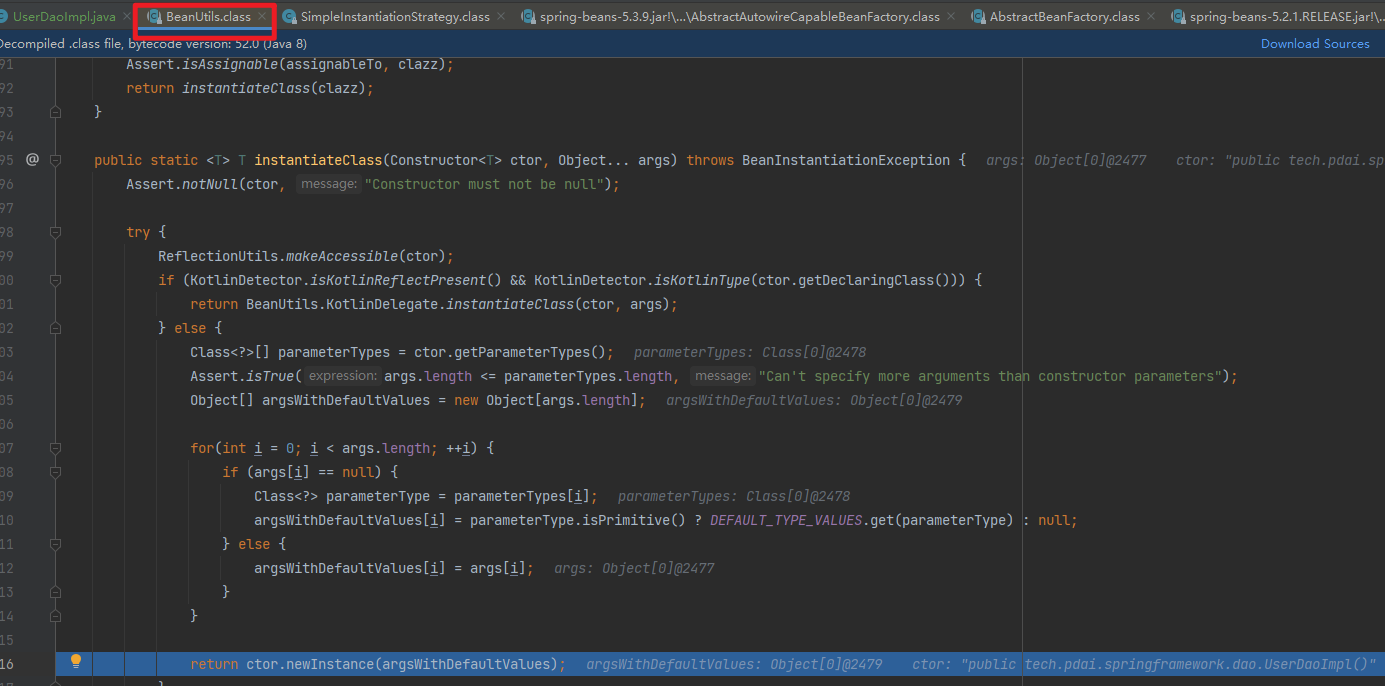 UserDaoImpl.java BeanUtils.class SimpleInstantiationStrategy.class spring-beans-5.3.9.jar!\...\AbstractAutowireCapableBeanFactory.class AbstractBeanFactory.class spring-beans-5.2.1.RELEASE.jar!\...
Decompiled .class file, bytecode version: 52.0 (Java 8) Download Sources
91 Assert.isAssignable(assignableTo, clazz);
92 return instantiateClass(clazz);
93 }
94
95 @ public static <T> T instantiateClass(Constructor<T> ctor, Object... args) throws BeanInstantiationException { args: Object[0]@2477 ctor: "public tech.pdai.sp
96 Assert.notNull(ctor, message: "Constructor must not be null");
97
98 try {
99 ReflectionUtils.makeAccessible(ctor);
00 if (KotlinDetector.isKotlinReflectPresent() && KotlinDetector.isKotlinType(ctor.getDeclaringClass())) {
01 return BeanUtils.KotlinDelegate.instantiateClass(ctor, args);
02 } else {
03 Class<?>[] parameterTypes = ctor.getParameterTypes(); parameterTypes: Class[0]@2478
04 Assert.isTrue( expression: args.length <= parameterTypes.length, message: "Can't specify more arguments than constructor parameters");
05 Object[] argsWithDefaultValues = new Object[args.length]; argsWithDefaultValues: Object[0]@2479
06
07 for(int i = 0; i < args.length; ++i) {
08 if (args[i] == null) {
09 Class<?> parameterType = parameterTypes[i]; parameterTypes: Class[0]@2478
10 argsWithDefaultValues[i] = parameterType.isPrimitive() ? DEFAULT_TYPE_VALUES.get(parameterType) : null;
11 } else {
12 argsWithDefaultValues[i] = args[i]; args: Object[0]@2477
13 }
14 }
15
16 return ctor.newInstance(argsWithDefaultValues); argsWithDefaultValues: Object[0]@2479 ctor: "public tech.pdai.springframework.dao.UserDaoImpl()"